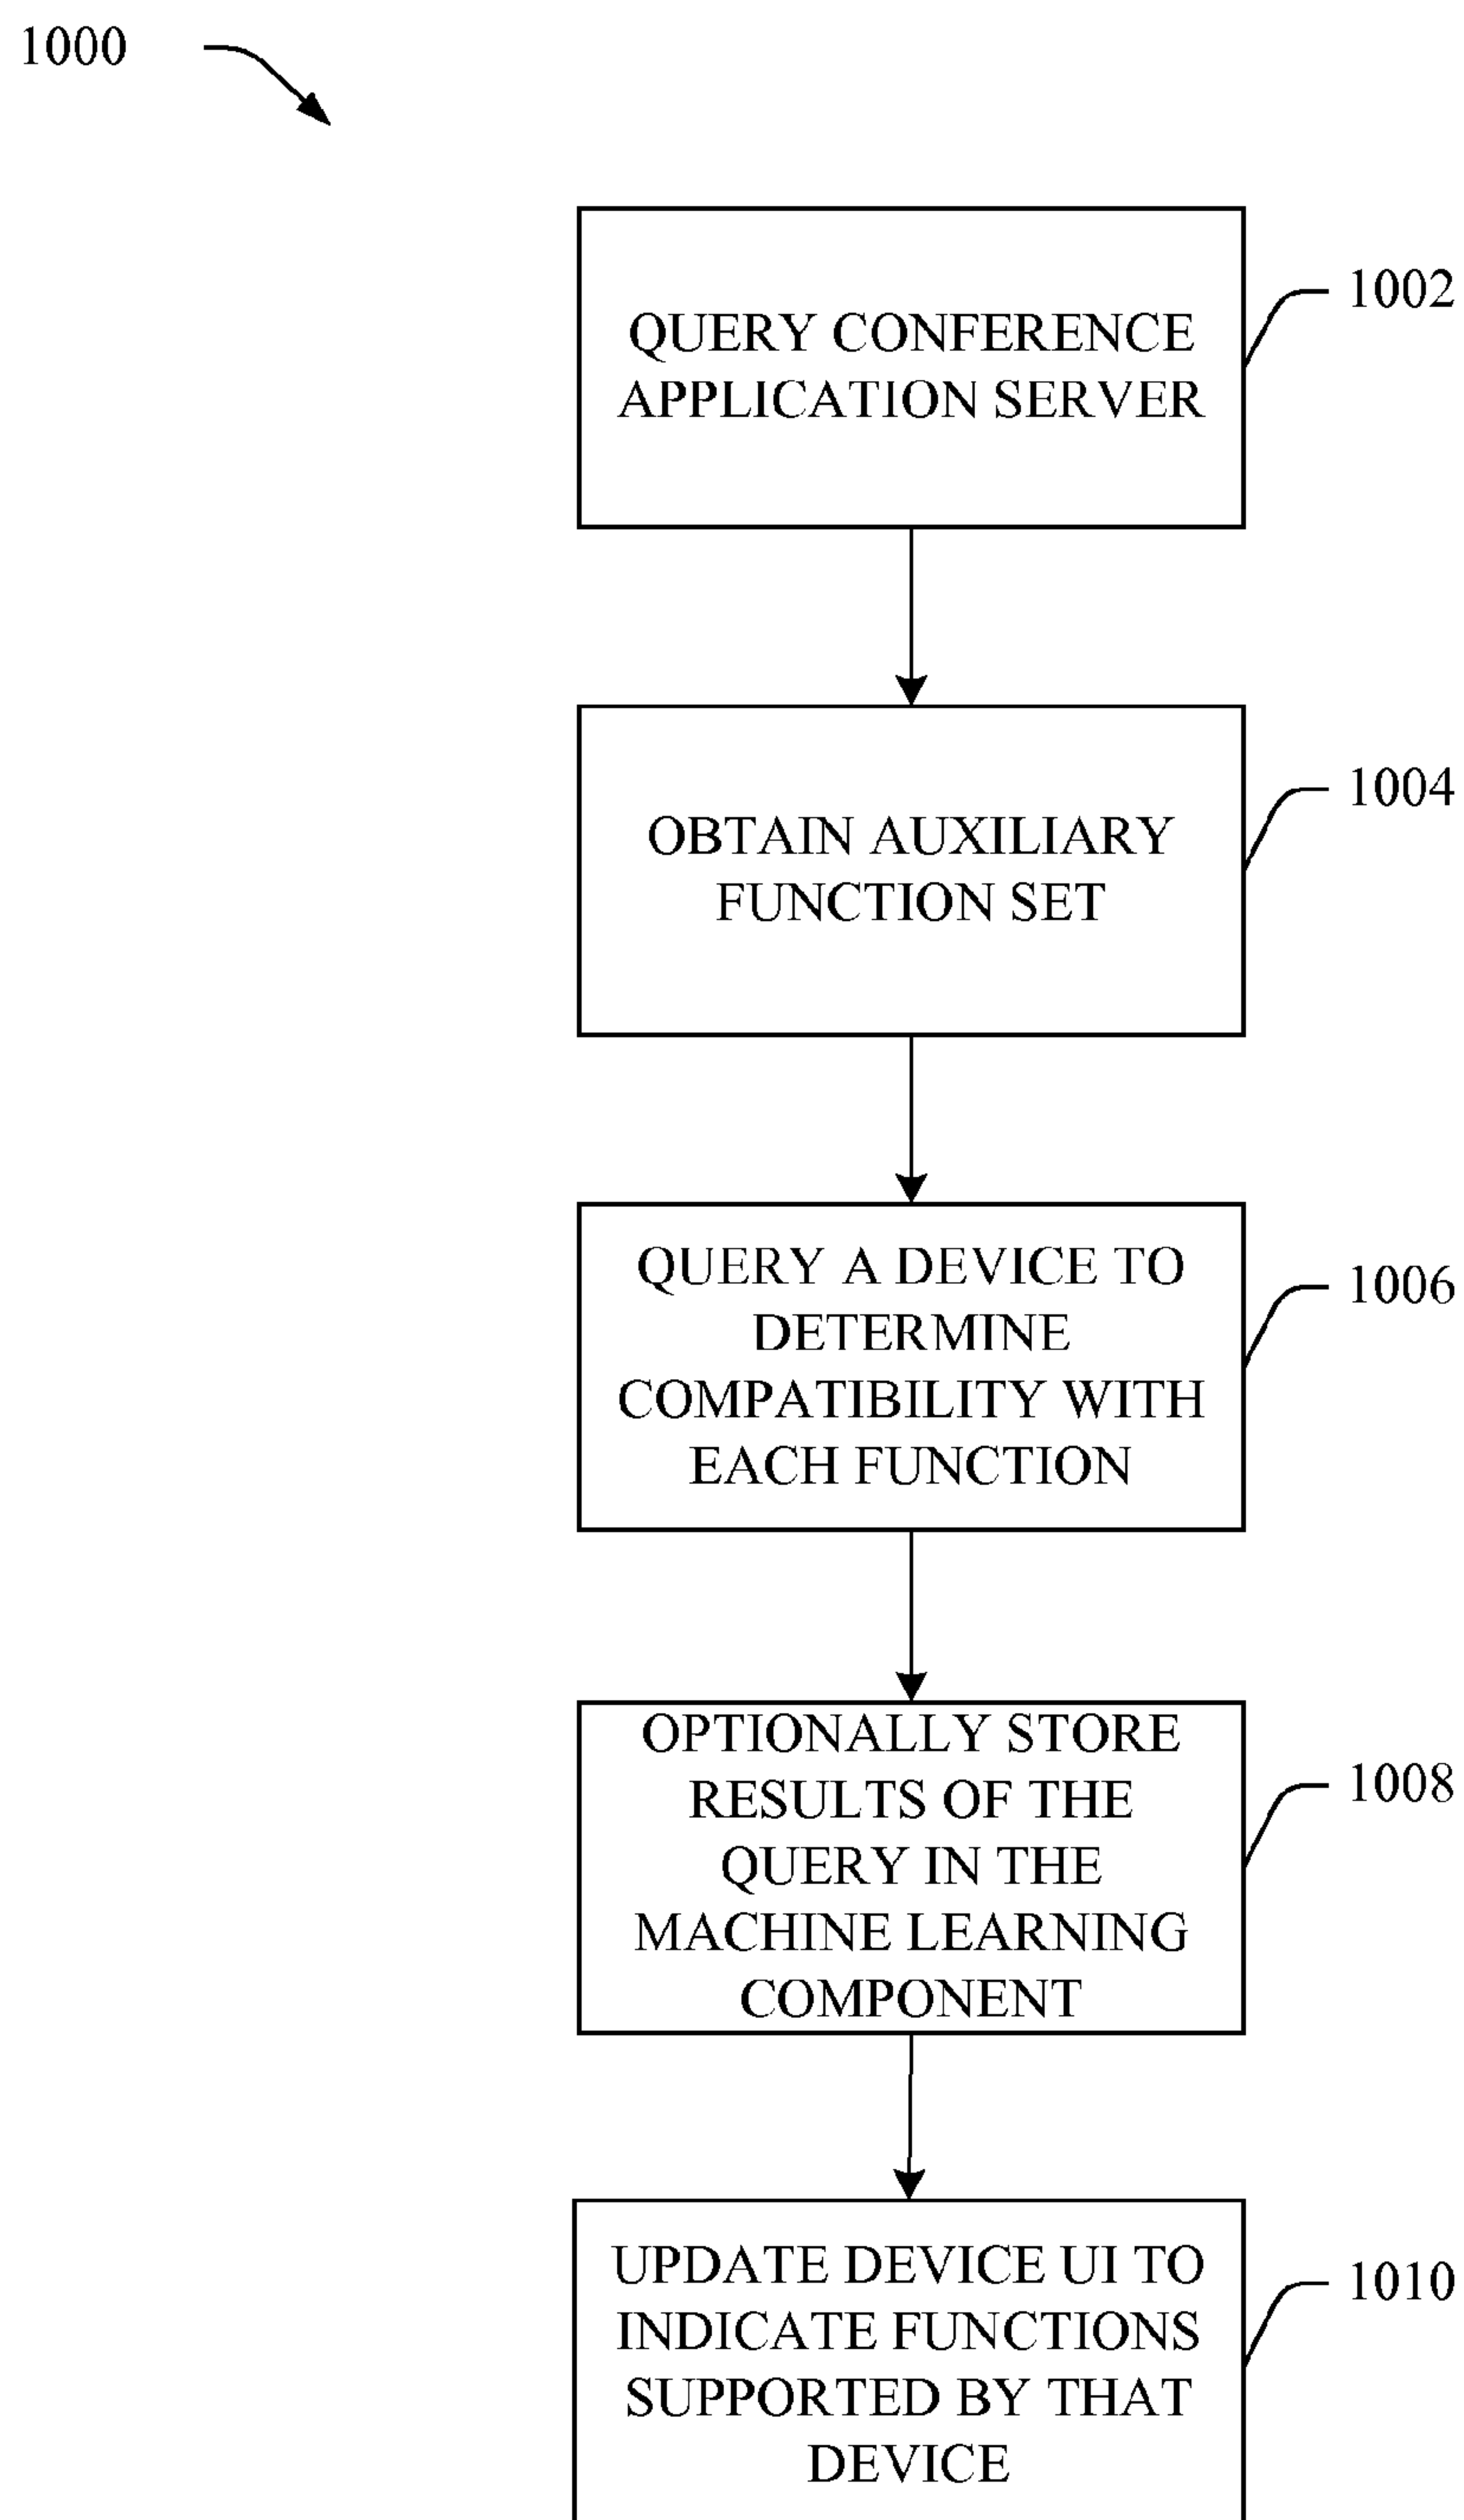 1000
QUERY CONFERENCE
APPLICATION SERVER
1002
OBTAIN AUXILIARY
FUNCTION SET
1004
QUERY A DEVICE TO
DETERMINE
COMPATIBILITY WITH
EACH FUNCTION
1006
OPTIONALLY STORE
RESULTS OF THE
QUERY IN THE
MACHINE LEARNING
COMPONENT
1008
UPDATE DEVICE UI TO
INDICATE FUNCTIONS
SUPPORTED BY THAT
DEVICE
1010